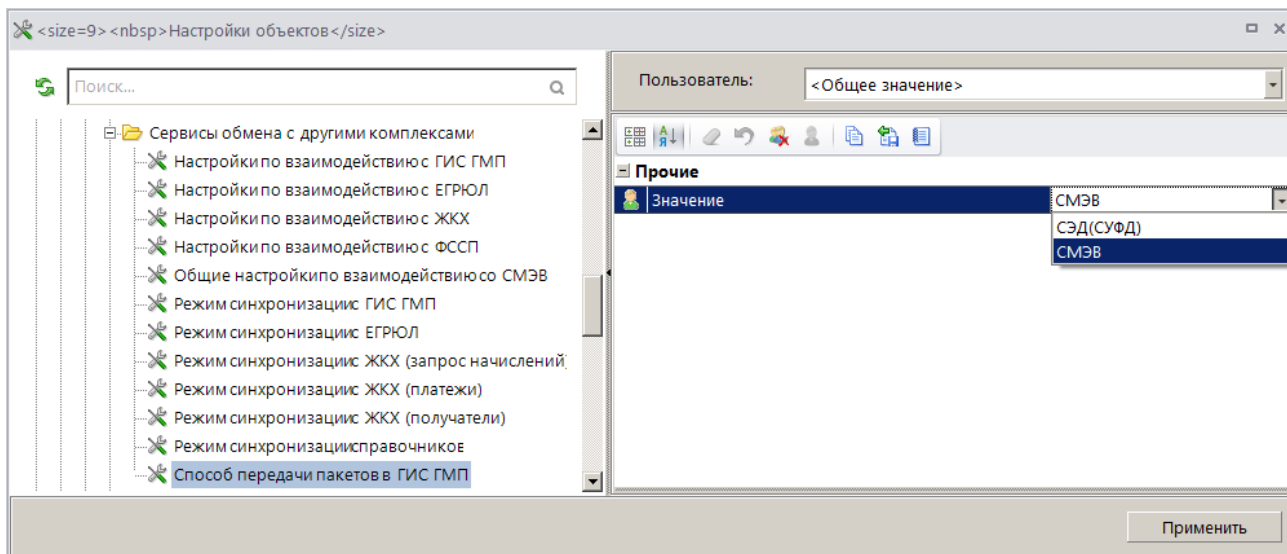 <size=9><nbsp>Настройки объектов</size>
Поиск...
Сервисы обмена с другими комплексами
Настройки по взаимодействию с ГИС ГМП
Настройки по взаимодействию с ЕГРЮЛ
Настройки по взаимодействию с ЖКХ
Настройки по взаимодействию с ФССП
Общие настройки по взаимодействию со СМЭВ
Режим синхронизации с ГИС ГМП
Режим синхронизации с ЕГРЮЛ
Режим синхронизации с ЖКХ (запрос начислений)
Режим синхронизации с ЖКХ (платежи)
Режим синхронизации с ЖКХ (получатели)
Режим синхронизации справочников
Способ передачи пакетов в ГИС ГМП
Пользователь: <Общее значение>
Прочие
Значение СМЭВ
СЭД(СУФД)
СМЭВ
Применить